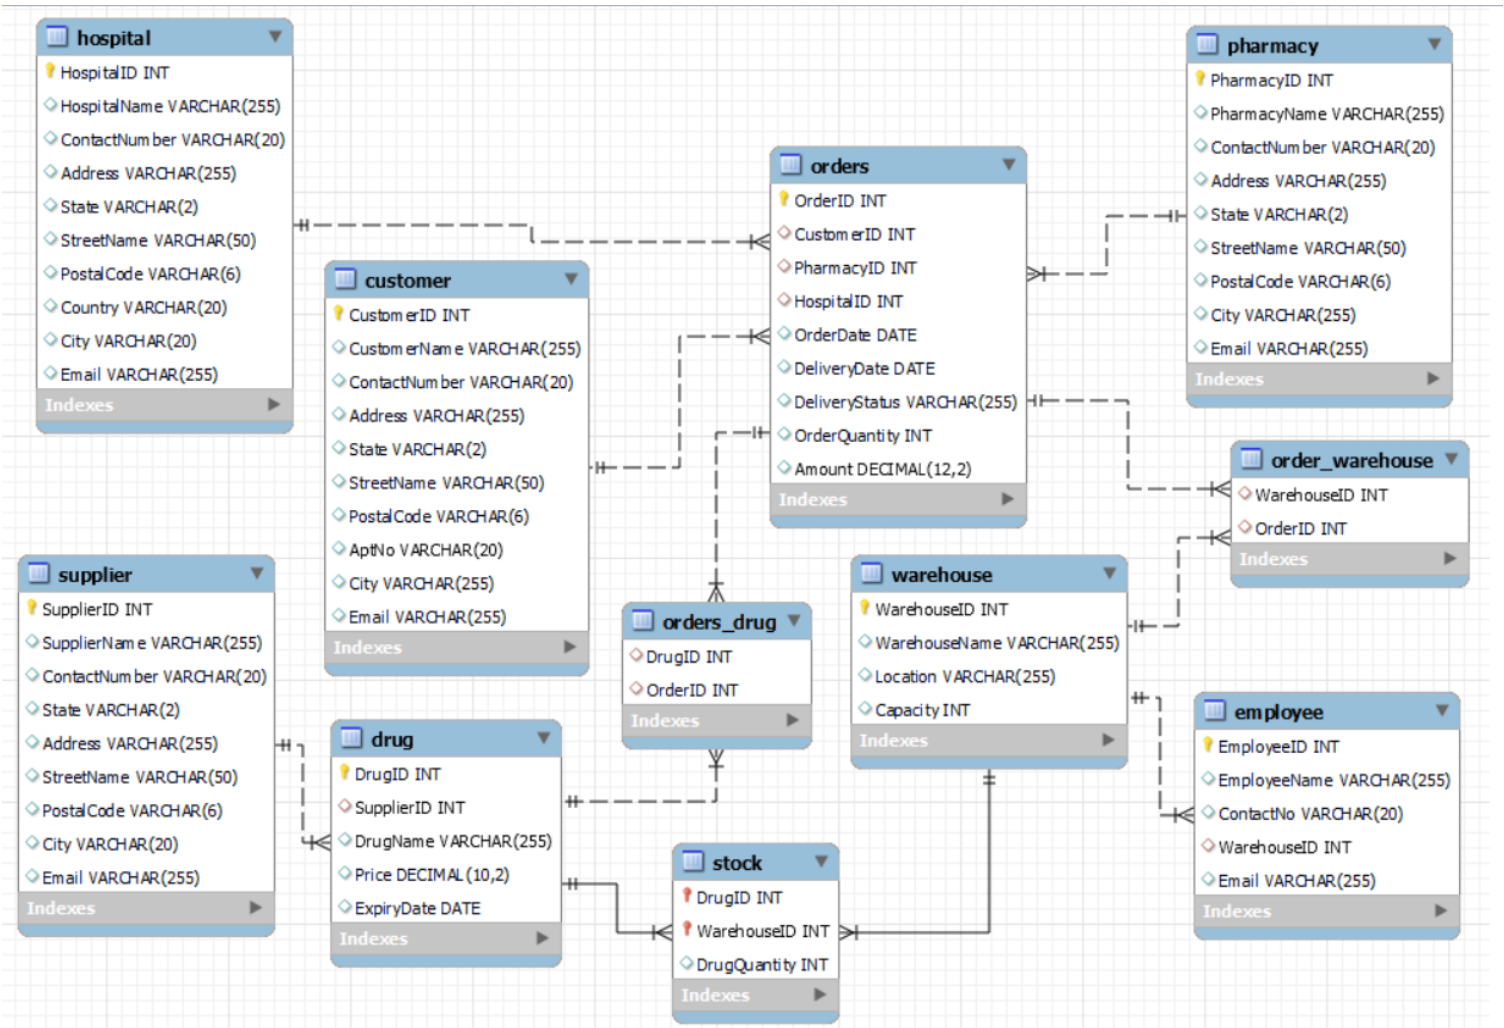 hospital
HospitalID INT
HospitalName VARCHAR(255)
ContactNumber VARCHAR(20)
Address VARCHAR(255)
State VARCHAR(2)
StreetName VARCHAR(50)
PostalCode VARCHAR(6)
Country VARCHAR(20)
City VARCHAR(20)
Email VARCHAR(255)
Indexes
customer
CustomerID INT
CustomerName VARCHAR(255)
ContactNumber VARCHAR(20)
Address VARCHAR(255)
State VARCHAR(2)
StreetName VARCHAR(50)
PostalCode VARCHAR(6)
AptNo VARCHAR(20)
City VARCHAR(255)
Email VARCHAR(255)
Indexes
orders
OrderID INT
CustomerID INT
PharmacyID INT
HospitalID INT
OrderDate DATE
DeliveryDate DATE
DeliveryStatus VARCHAR(255)
OrderQuantity INT
Amount DECIMAL(12,2)
Indexes
pharmacy
PharmacyID INT
PharmacyName VARCHAR(255)
ContactNumber VARCHAR(20)
Address VARCHAR(255)
State VARCHAR(2)
StreetName VARCHAR(50)
PostalCode VARCHAR(6)
City VARCHAR(255)
Email VARCHAR(255)
Indexes
order_warehouse
WarehouseID INT
OrderID INT
Indexes
supplier
SupplierID INT
SupplierName VARCHAR(255)
ContactNumber VARCHAR(20)
State VARCHAR(2)
Address VARCHAR(255)
StreetName VARCHAR(50)
PostalCode VARCHAR(6)
City VARCHAR(20)
Email VARCHAR(255)
Indexes
drug
DrugID INT
SupplierID INT
DrugName VARCHAR(255)
Price DECIMAL(10,2)
ExpiryDate DATE
Indexes
orders_drug
DrugID INT
OrderID INT
Indexes
warehouse
WarehouseID INT
WarehouseName VARCHAR(255)
Location VARCHAR(255)
Capacity INT
Indexes
stock
DrugID INT
WarehouseID INT
DrugQuantity INT
Indexes
employee
EmployeeID INT
EmployeeName VARCHAR(255)
ContactNo VARCHAR(20)
WarehouseID INT
Email VARCHAR(255)
Indexes